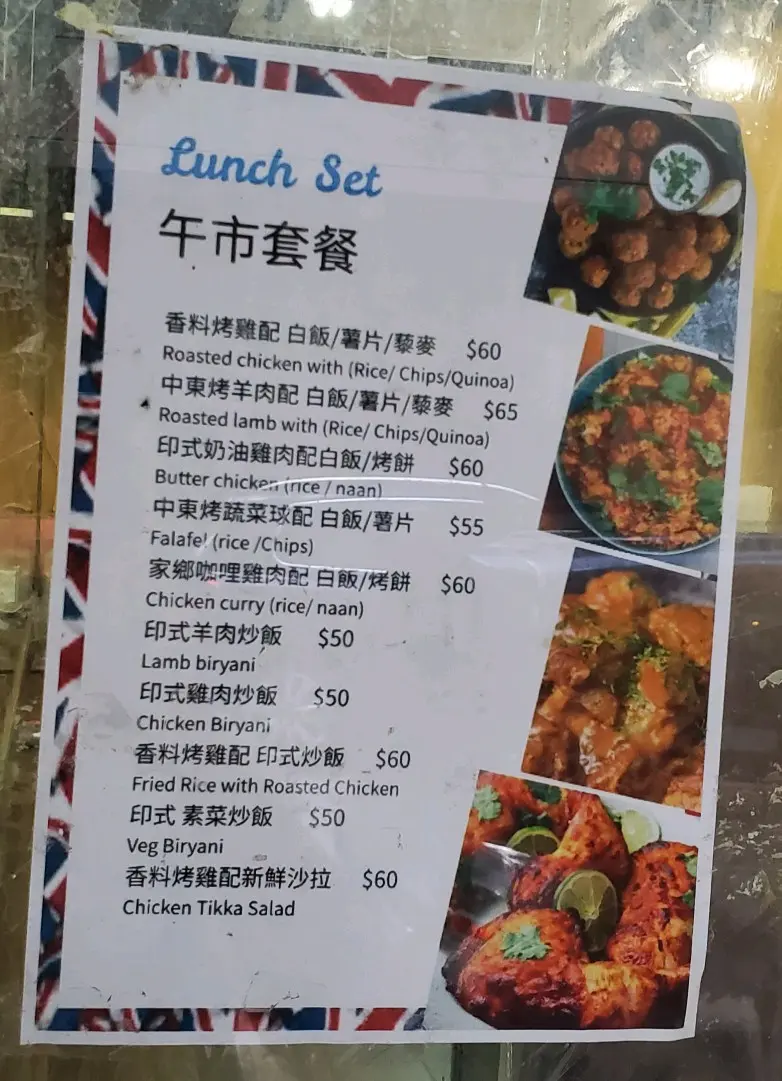 Lunch Set
午市套餐
香料烤雞配 白飯/薯片/藜麥 $60
Roasted chicken with (Rice/ Chips/Quinoa)
中東烤羊肉配 白飯/薯片/藜麥 $65
Roasted lamb with (Rice/ Chips/Quinoa)
印式奶油雞肉配白飯/烤餅 $60
Butter chicken (rice / naan)
中東烤蔬菜球配 白飯/薯片 $55
Falafel (rice /Chips)
家鄉咖哩雞肉配 白飯/烤餅 $60
Chicken curry (rice/ naan)
印式羊肉炒飯 $50
Lamb biryani
印式雞肉炒飯 $50
Chicken Biryani
香料烤雞配 印式炒飯 $60
Fried Rice with Roasted Chicken
印式 素菜炒飯 $50
Veg Biryani
香料烤雞配新鮮沙拉 $60
Chicken Tikka Salad